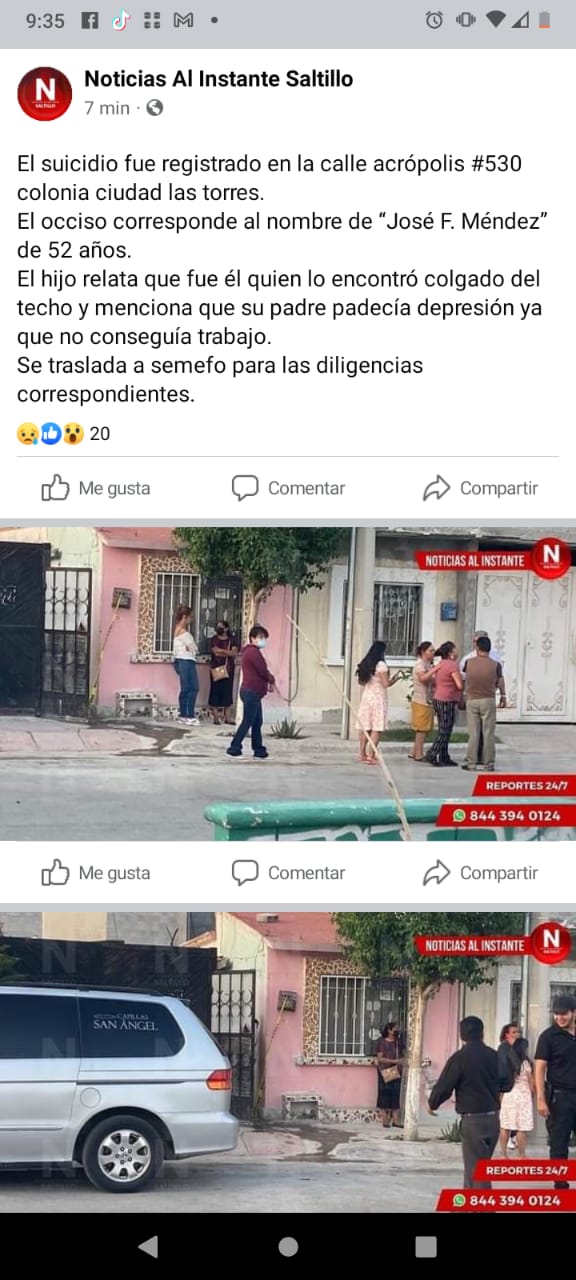 9:35
N
SALTILLO
Noticias Al Instante Saltillo
7 min ·
El suicidio fue registrado en la calle acrópolis #530
colonia ciudad las torres.
El occiso corresponde al nombre de “José F. Méndez”
de 52 años.
El hijo relata que fue él quien lo encontró colgado del
techo y menciona que su padre padecía depresión ya
que no conseguía trabajo.
Se traslada a semefo para las diligencias
correspondientes.
20
Me gusta
Comentar
Compartir
NOTICIAS AL INSTANTE
N
SALTILLO
REPORTES 24/7
844 394 0124
Me gusta
Comentar
Compartir
NOTICIAS AL INSTANTE
N
SALTILLO
CAPILLAS
SAN ÁNGEL
REPORTES 24/7
844 394 0124